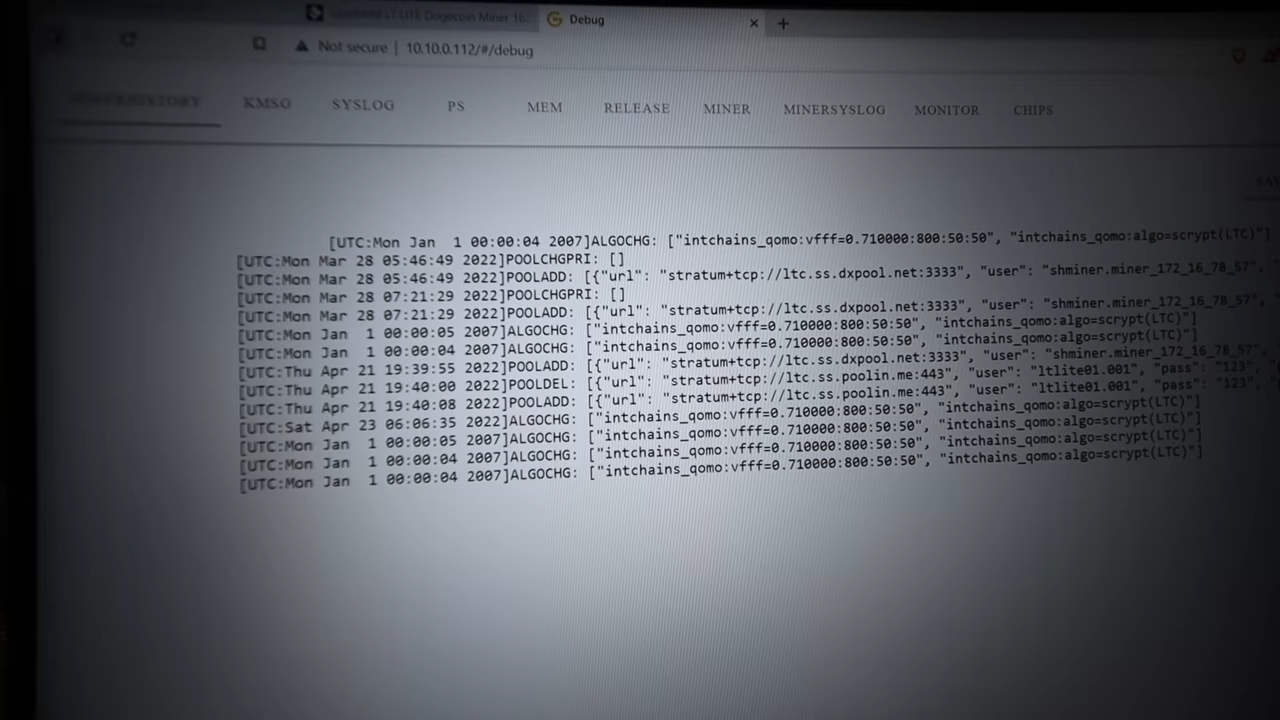 LT LITE Dogecoin Miner 16
Debug
Not secure | 10.10.0.112/#/debug
KMSG SYSLOG PS MEM RELEASE MINER MINERSYSLOG MONITOR CHIPS
[UTC:Mon Jan 1 00:00:04 2007]ALGOCHG: ["intchains_qomo:vfff=0.710000:800:50:50", "intchains_qomo:algo=scrypt(LTC)"]
[UTC:Mon Mar 28 05:46:49 2022]POOLCHGPRI: []
[UTC:Mon Mar 28 05:46:49 2022]POOLADD: [{"url": "stratum+tcp://ltc.ss.dxpool.net:3333", "user": "shminer.miner_172_16_78_57",
[UTC:Mon Mar 28 07:21:29 2022]POOLCHGPRI: []
[UTC:Mon Mar 28 07:21:29 2022]POOLADD: [{"url": "stratum+tcp://ltc.ss.dxpool.net:3333", "user": "shminer.miner_172_16_78_57",
[UTC:Mon Jan 1 00:00:05 2007]ALGOCHG: ["intchains_qomo:vfff=0.710000:800:50:50", "intchains_qomo:algo=scrypt(LTC)"]
[UTC:Mon Jan 1 00:00:04 2007]ALGOCHG: ["intchains_qomo:vfff=0.710000:800:50:50", "intchains_qomo:algo=scrypt(LTC)"]
[UTC:Thu Apr 21 19:39:55 2022]POOLADD: [{"url": "stratum+tcp://ltc.ss.dxpool.net:3333", "user": "shminer.miner_172_16_78_57",
[UTC:Thu Apr 21 19:40:00 2022]POOLDEL: [{"url": "stratum+tcp://ltc.ss.poolin.me:443", "user": "ltlite01.001", "pass": "123",
[UTC:Thu Apr 21 19:40:08 2022]POOLADD: [{"url": "stratum+tcp://ltc.ss.poolin.me:443", "user": "ltlite01.001", "pass": "123",
[UTC:Sat Apr 23 06:06:35 2022]ALGOCHG: ["intchains_qomo:vfff=0.710000:800:50:50", "intchains_qomo:algo=scrypt(LTC)"]
[UTC:Mon Jan 1 00:00:05 2007]ALGOCHG: ["intchains_qomo:vfff=0.710000:800:50:50", "intchains_qomo:algo=scrypt(LTC)"]
[UTC:Mon Jan 1 00:00:04 2007]ALGOCHG: ["intchains_qomo:vfff=0.710000:800:50:50", "intchains_qomo:algo=scrypt(LTC)"]
[UTC:Mon Jan 1 00:00:04 2007]ALGOCHG: ["intchains_qomo:vfff=0.710000:800:50:50", "intchains_qomo:algo=scrypt(LTC)"]